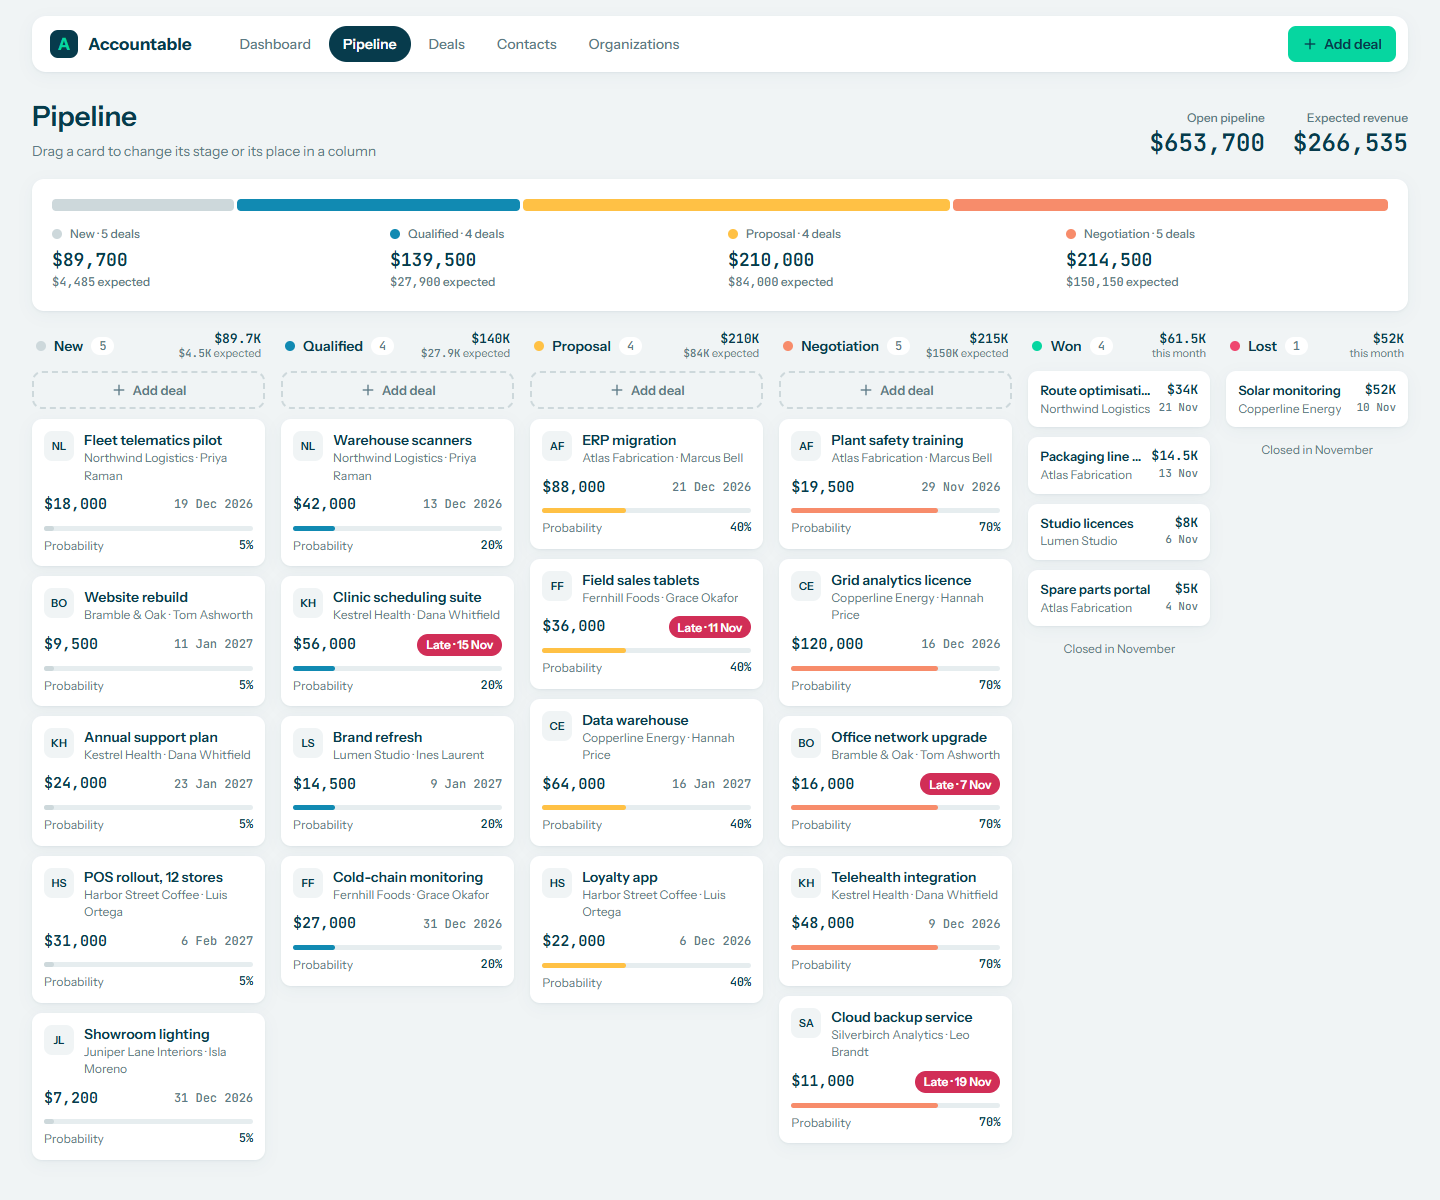 A Accountable Dashboard Pipeline Deals Contacts Organizations + Add deal
Pipeline
Drag a card to change its stage or its place in a column
Open pipeline
$653,700
Expected revenue
$266,535
New · 5 deals
$89,700
$4,485 expected
Qualified · 4 deals
$139,500
$27,900 expected
Proposal · 4 deals
$210,000
$84,000 expected
Negotiation · 5 deals
$214,500
$150,150 expected
New 5 $89.7K
$4.5K expected
+ Add deal
NL Fleet telematics pilot
Northwind Logistics · Priya
Raman
$18,000 19 Dec 2026
Probability 5%
BO Website rebuild
Bramble & Oak · Tom Ashworth
$9,500 11 Jan 2027
Probability 5%
KH Annual support plan
Kestrel Health · Dana Whitfield
$24,000 23 Jan 2027
Probability 5%
HS POS rollout, 12 stores
Harbor Street Coffee · Luis
Ortega
$31,000 6 Feb 2027
Probability 5%
JL Showroom lighting
Juniper Lane Interiors · Isla
Moreno
$7,200 31 Dec 2026
Probability 5%
Qualified 4 $140K
$27.9K expected
+ Add deal
NL Warehouse scanners
Northwind Logistics · Priya
Raman
$42,000 13 Dec 2026
Probability 20%
KH Clinic scheduling suite
Kestrel Health · Dana Whitfield
$56,000 Late · 15 Nov
Probability 20%
LS Brand refresh
Lumen Studio · Ines Laurent
$14,500 9 Jan 2027
Probability 20%
FF Cold-chain monitoring
Fernhill Foods · Grace Okafor
$27,000 31 Dec 2026
Probability 20%
Proposal 4 $210K
$84K expected
+ Add deal
AF ERP migration
Atlas Fabrication · Marcus Bell
$88,000 21 Dec 2026
Probability 40%
FF Field sales tablets
Fernhill Foods · Grace Okafor
$36,000 Late · 11 Nov
Probability 40%
CE Data warehouse
Copperline Energy · Hannah
Price
$64,000 16 Jan 2027
Probability 40%
HS Loyalty app
Harbor Street Coffee · Luis
Ortega
$22,000 6 Dec 2026
Probability 40%
Negotiation 5 $215K
$150K expected
+ Add deal
AF Plant safety training
Atlas Fabrication · Marcus Bell
$19,500 29 Nov 2026
Probability 70%
CE Grid analytics licence
Copperline Energy · Hannah
Price
$120,000 16 Dec 2026
Probability 70%
BO Office network upgrade
Bramble & Oak · Tom Ashworth
$16,000 Late · 7 Nov
Probability 70%
KH Telehealth integration
Kestrel Health · Dana Whitfield
$48,000 9 Dec 2026
Probability 70%
SA Cloud backup service
Silverbirch Analytics · Leo
Brandt
$11,000 Late · 19 Nov
Probability 70%
Won 4 $61.5K
this month
Route optimisati... $34K
Northwind Logistics 21 Nov
Packaging line ... $14.5K
Atlas Fabrication 13 Nov
Studio licences $8K
Lumen Studio 6 Nov
Spare parts portal $5K
Atlas Fabrication 4 Nov
Closed in November
Lost 1 $52K
this month
Solar monitoring $52K
Copperline Energy 10 Nov
Closed in November